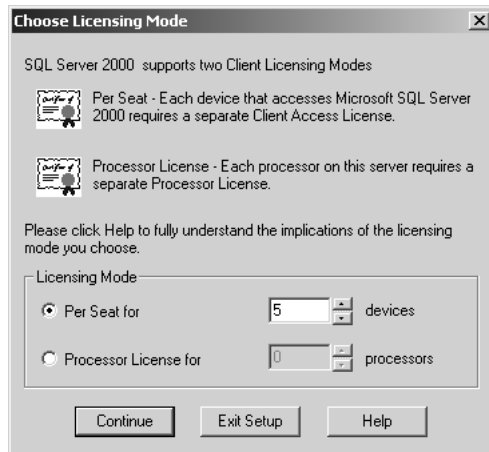 Choose Licensing Mode
SQL Server 2000 supports two Client Licensing Modes
Per Seat - Each device that accesses Microsoft SQL Server
2000 requires a separate Client Access License.
Processor License - Each processor on this server requires a
separate Processor License.
Please click Help to fully understand the implications of the licensing
mode you choose.
Licensing Mode
Per Seat for 5 devices
Processor License for 0 processors
Continue Exit Setup Help